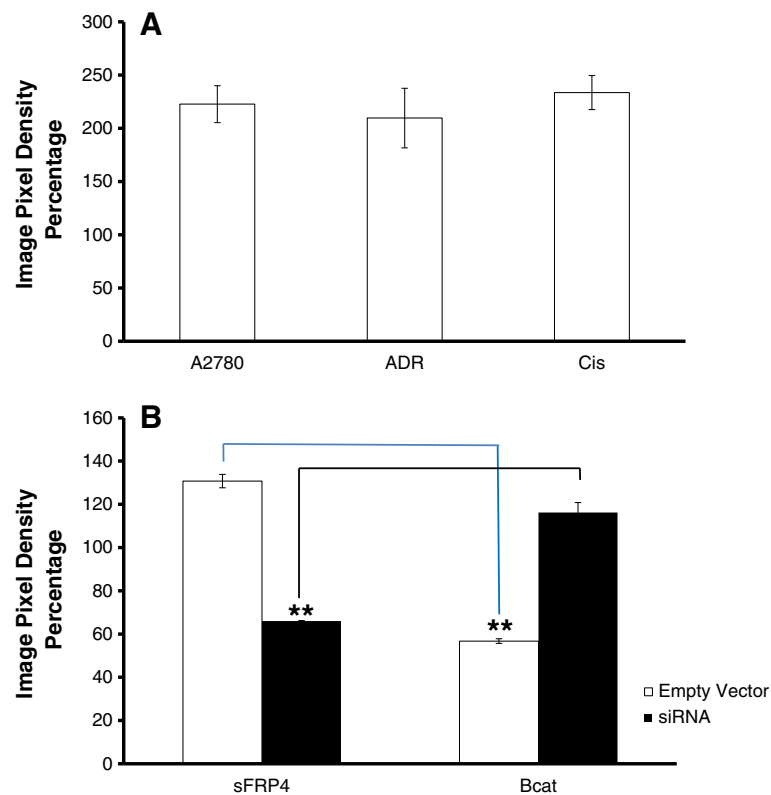 A
300
250
200
150
100
50
0
Image Pixel Density
Percentage
A2780 ADR Cis
B
160
140
120
100
80
60
40
20
0
Image Pixel Density
Percentage
**
**
Empty Vector
siRNA
sFRP4 Bcat